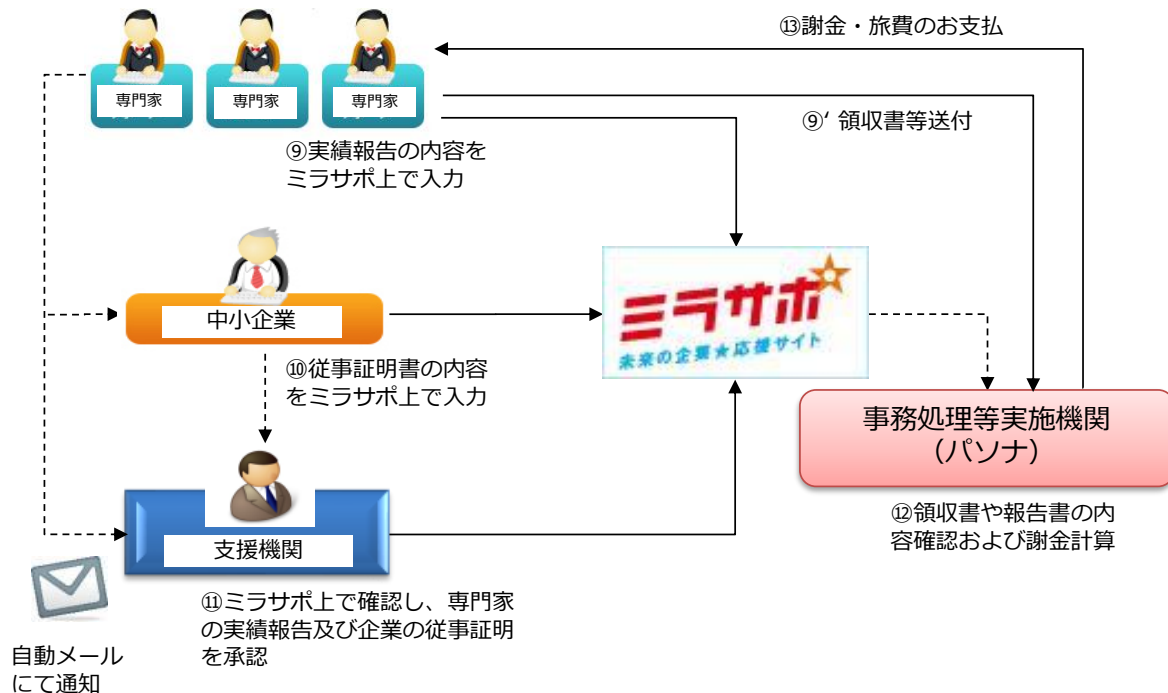 ⑬謝金・旅費のお支払
専門家
専門家
専門家
⑨‘ 領収書等送付
⑨実績報告の内容を
ミラサポ上で入力
中小企業
ミラサポ
未来の企業★応援サイト
⑩従事証明書の内容
をミラサポ上で入力
事務処理等実施機関
（パソナ）
支援機関
⑫領収書や報告書の内
容確認および謝金計算
⑪ミラサポ上で確認し、専門家
の実績報告及び企業の従事証明
を承認
自動メール
にて通知